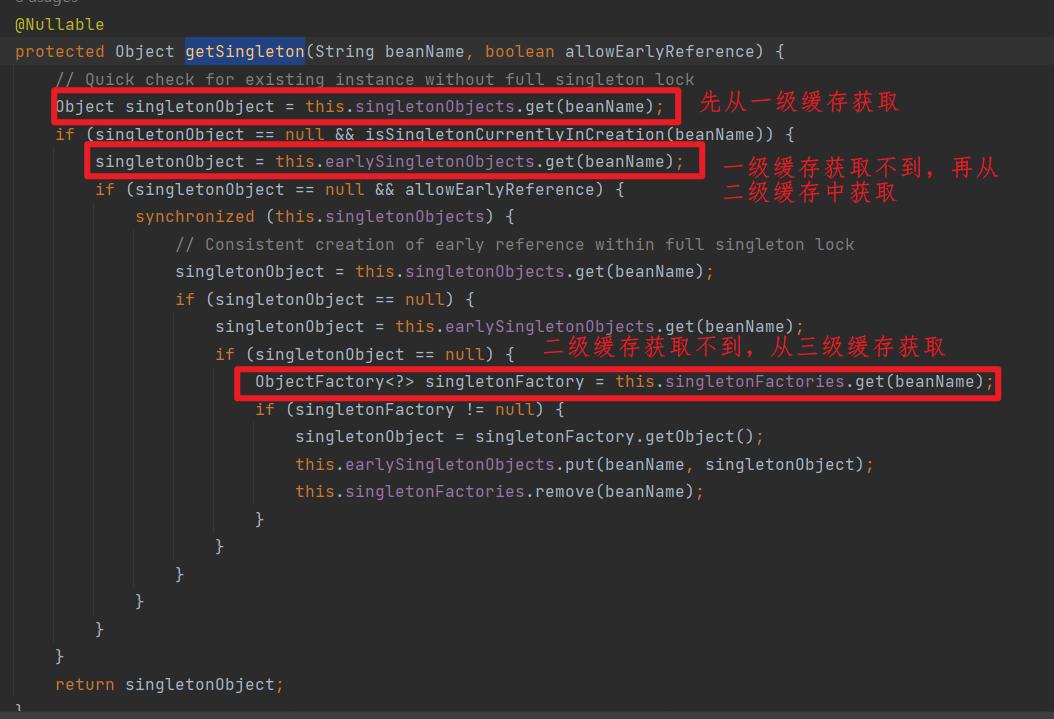 @Nullable
protected Object getSingleton(String beanName, boolean allowEarlyReference) {
// Quick check for existing instance without full singleton lock
Object singletonObject = this.singletonObjects.get(beanName); 先从一级缓存获取
if (singletonObject == null && isSingletonCurrentlyInCreation(beanName)) {
singletonObject = this.earlySingletonObjects.get(beanName); 一级缓存获取不到，再从
二级缓存中获取
if (singletonObject == null && allowEarlyReference) {
synchronized (this.singletonObjects) {
// Consistent creation of early reference within full singleton lock
singletonObject = this.singletonObjects.get(beanName);
if (singletonObject == null) {
singletonObject = this.earlySingletonObjects.get(beanName);
if (singletonObject == null) { 二级缓存获取不到，从三级缓存获取
ObjectFactory<?> singletonFactory = this.singletonFactories.get(beanName);
if (singletonFactory != null) {
singletonObject = singletonFactory.getObject();
this.earlySingletonObjects.put(beanName, singletonObject);
this.singletonFactories.remove(beanName);
}
}
}
}
}
}
return singletonObject;
}